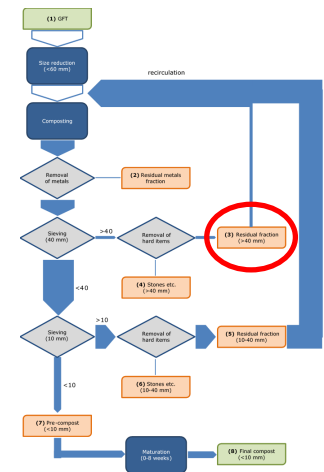 (1) GFT
Size reduction
(<60 mm)
recirculation
Composting
Removal
of metals
(2) Residual metals
fraction
Sieving
(40 mm)
>40
Removal of
hard items
(3) Residual fraction
(>40 mm)
(4) Stones etc.
(>40 mm)
<40
Sieving
(10 mm)
>10
Removal of
hard items
(5) Residual fraction
(10-40 mm)
(6) Stones etc.
(10-40 mm)
<10
(7) Pre-compost
(<10 mm)
Maturation
(0-8 weeks)
(8) Final compost
(<10 mm)